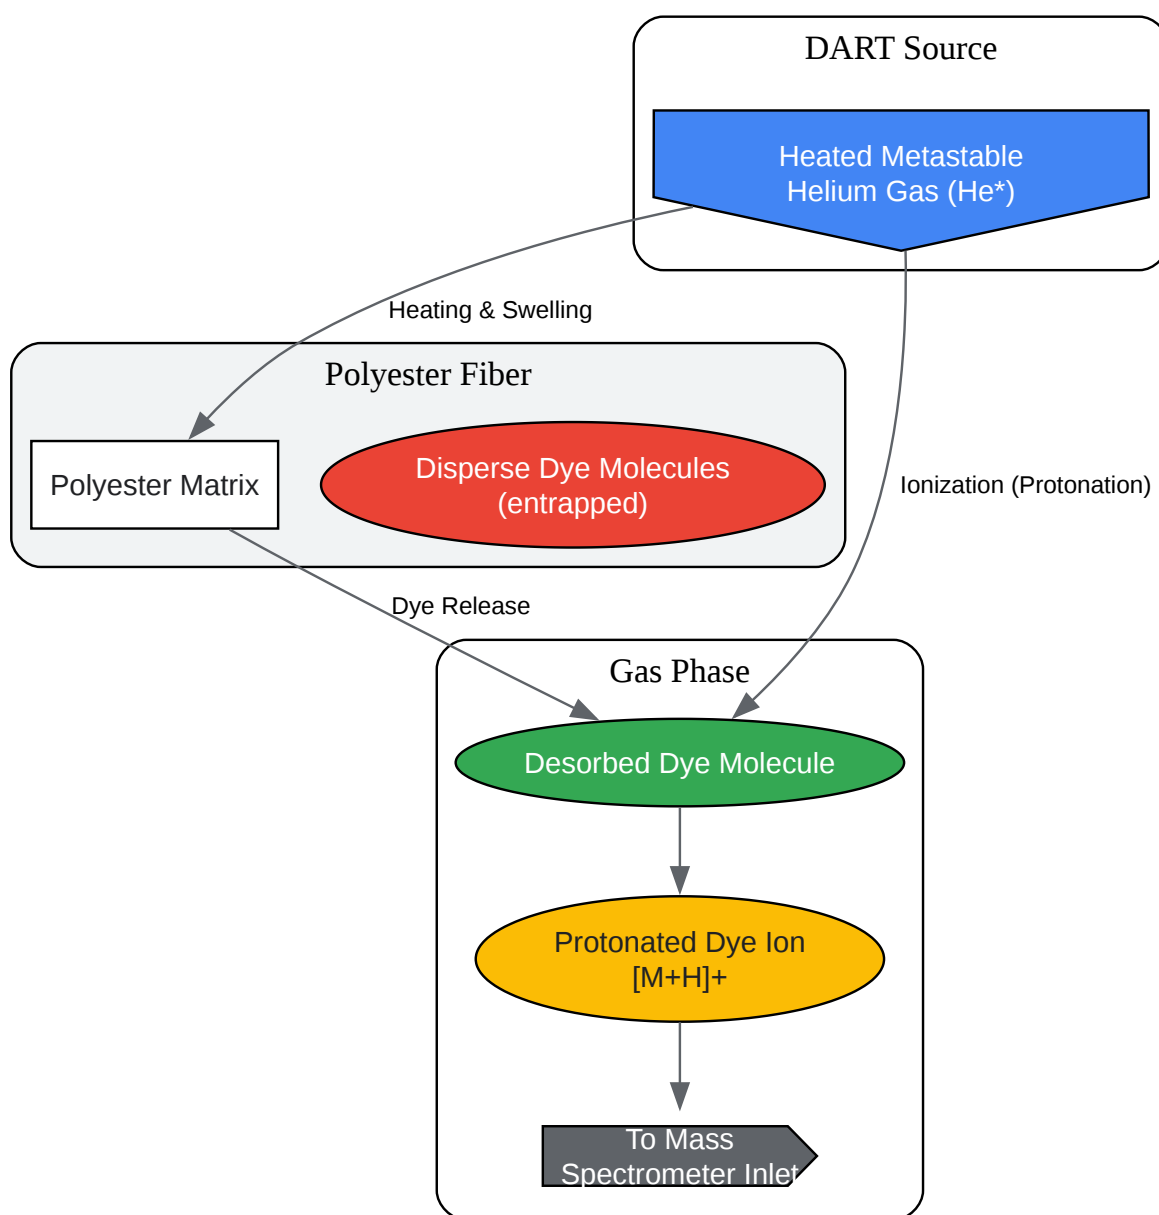 DART Source
Heated Metastable
Helium Gas (He*)
Heating & Swelling
Polyester Fiber
Polyester Matrix
Disperse Dye Molecules
(entrapped)
Ionization (Protonation)
Dye Release
Gas Phase
Desorbed Dye Molecule
Protonated Dye Ion
[M+H]+
To Mass
Spectrometer Inlet